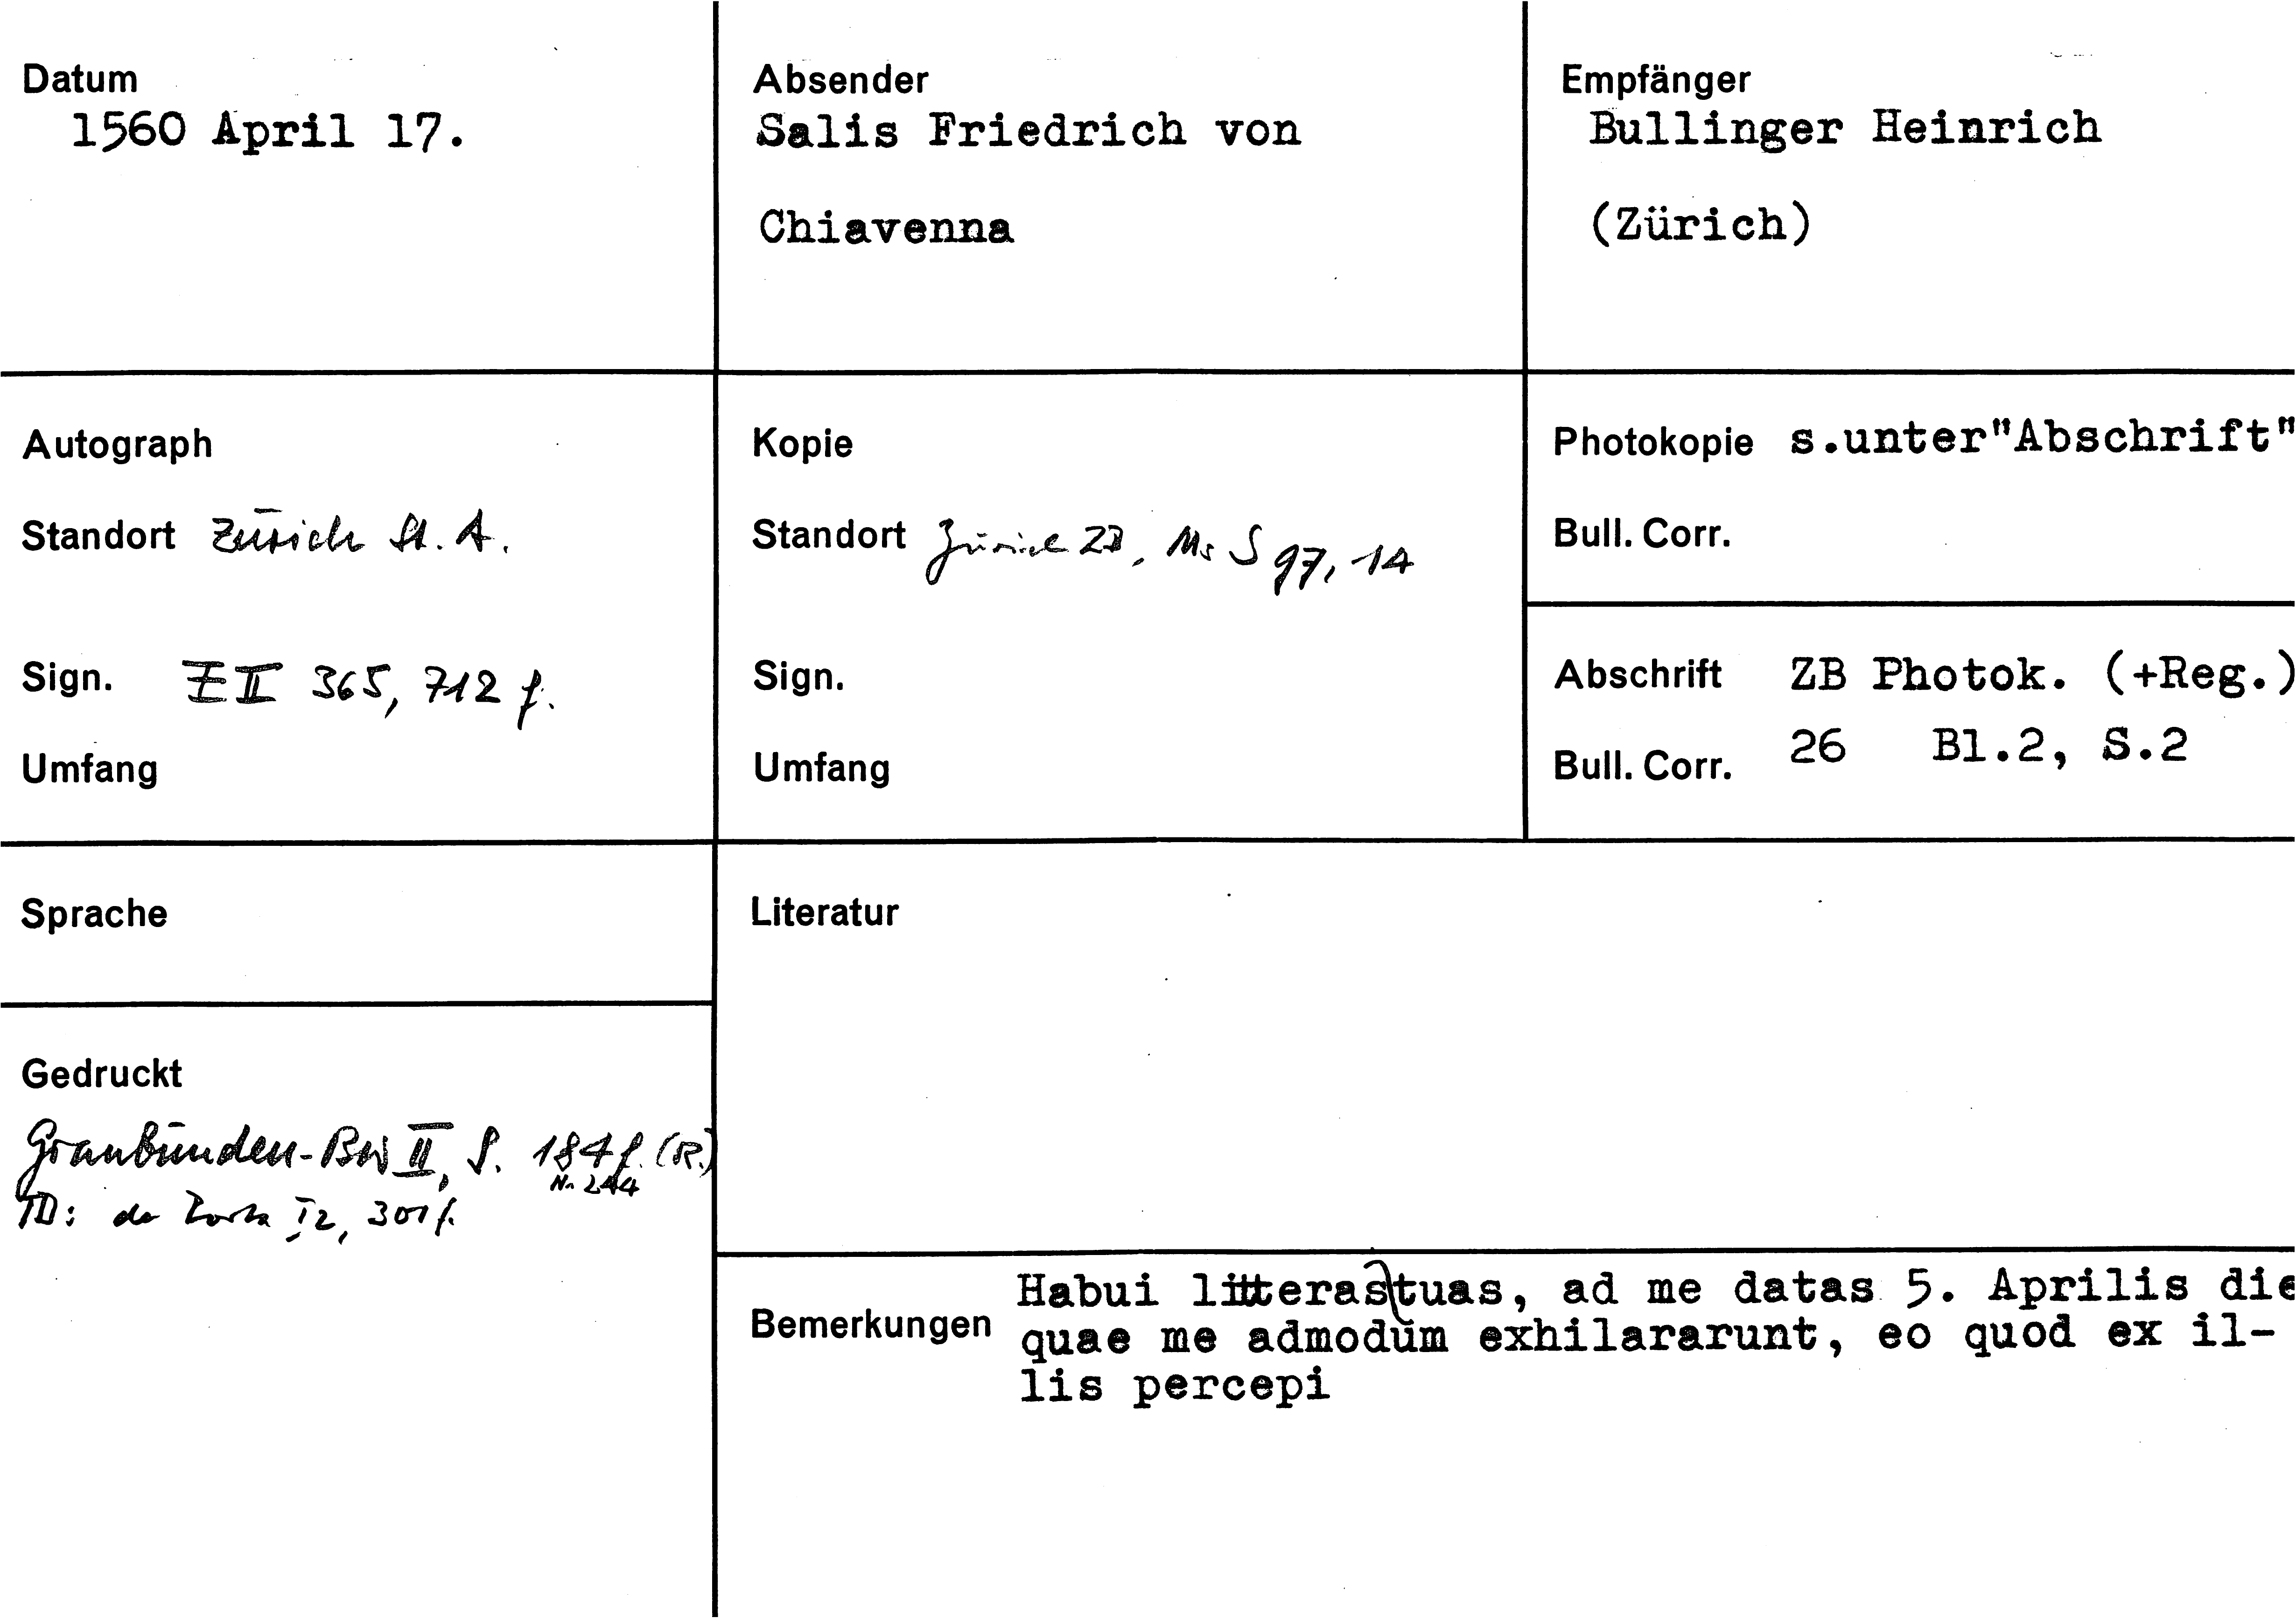 Datum
1560 April 17.
Absender
Salis Friedrich von
Chiavenna
Empfänger
Bullinger Heinrich
(Zürich)
Autograph
Standort Zürich St. A.
Sign. E II 365, 712 f.
Umfang
Kopie
Standort Zürich ZB, Ms S 97, 14
Sign.
Umfang
Photokopie s.unter"Abschrift"
Bull. Corr.
Abschrift ZB Photok. (+Reg.)
Bull. Corr. 26 Bl.2, S.2
Sprache
Literatur
Gedruckt
Graubünden-BW II, S. 184 f. (R.)
Nr 244
TD: da Porta I 2, 301 f.
Bemerkungen
Habui litteras tuas, ad me datas 5. Aprilis die
quae me admodum exhilararunt, eo quod ex il-
lis percepi